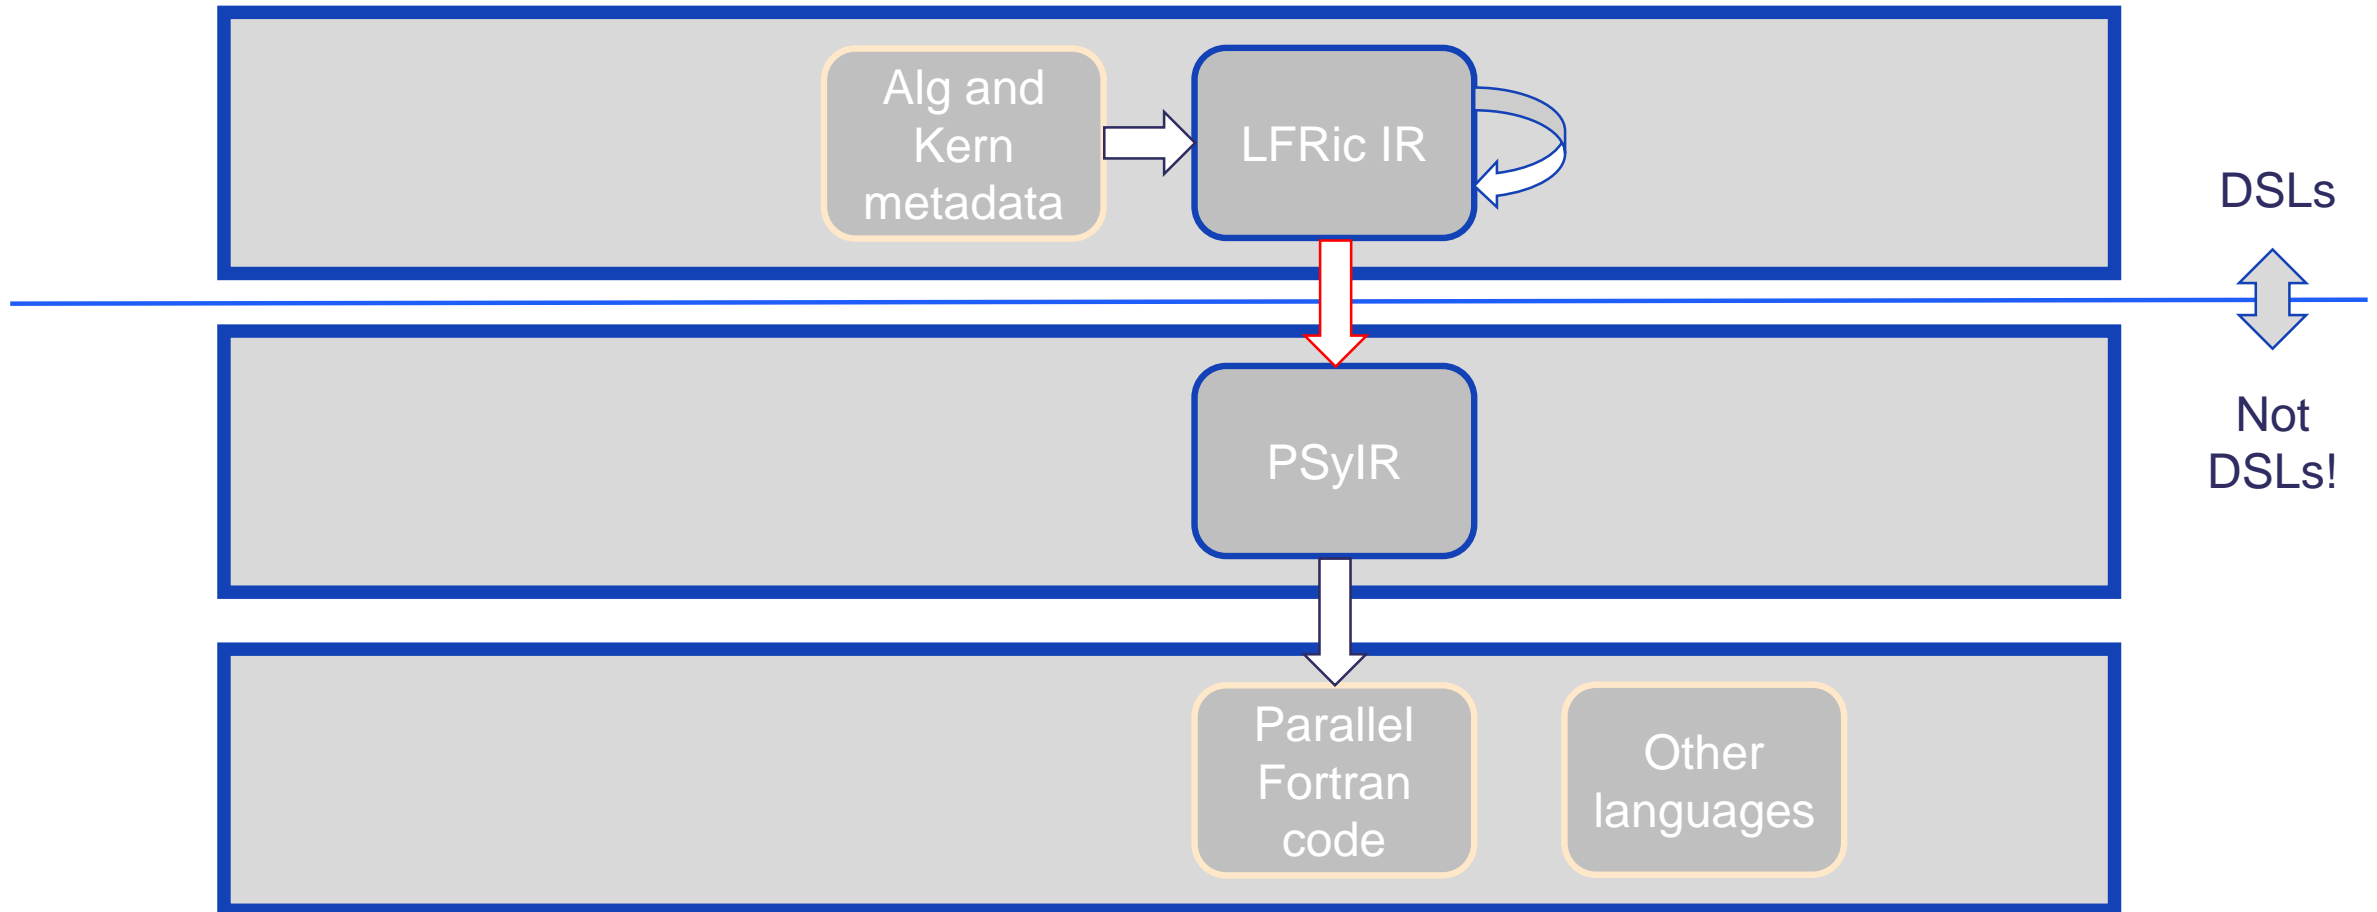 Alg and
Kern
metadata
LFRic IR
DSLs
Not
DSLs!
PSyIR
Parallel
Fortran
code
Other
languages